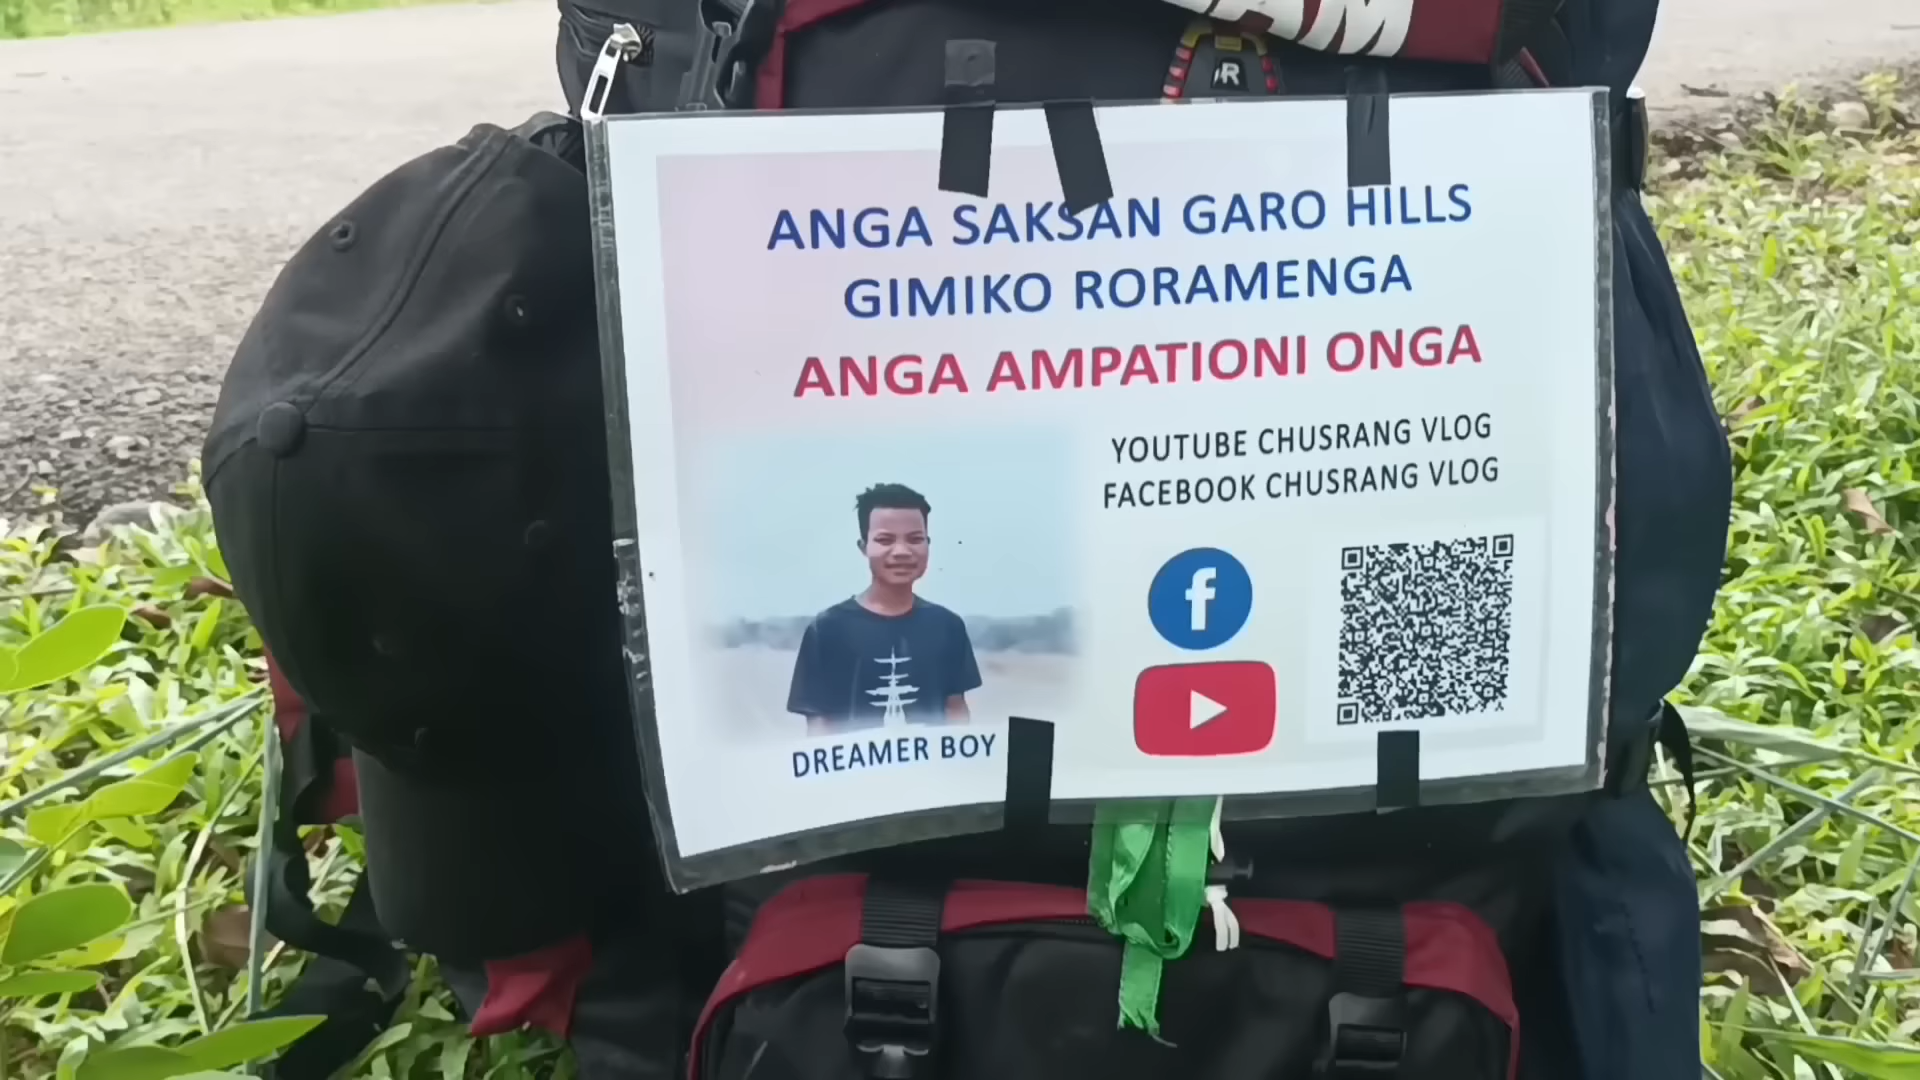 ANGA SAKSAN GARO HILLS
GIMIKO RORAMENGA
ANGA AMPATIONI ONGA
YOUTUBE CHUSRANG VLOG
FACEBOOK CHUSRANG VLOG
f
DREAMER BOY